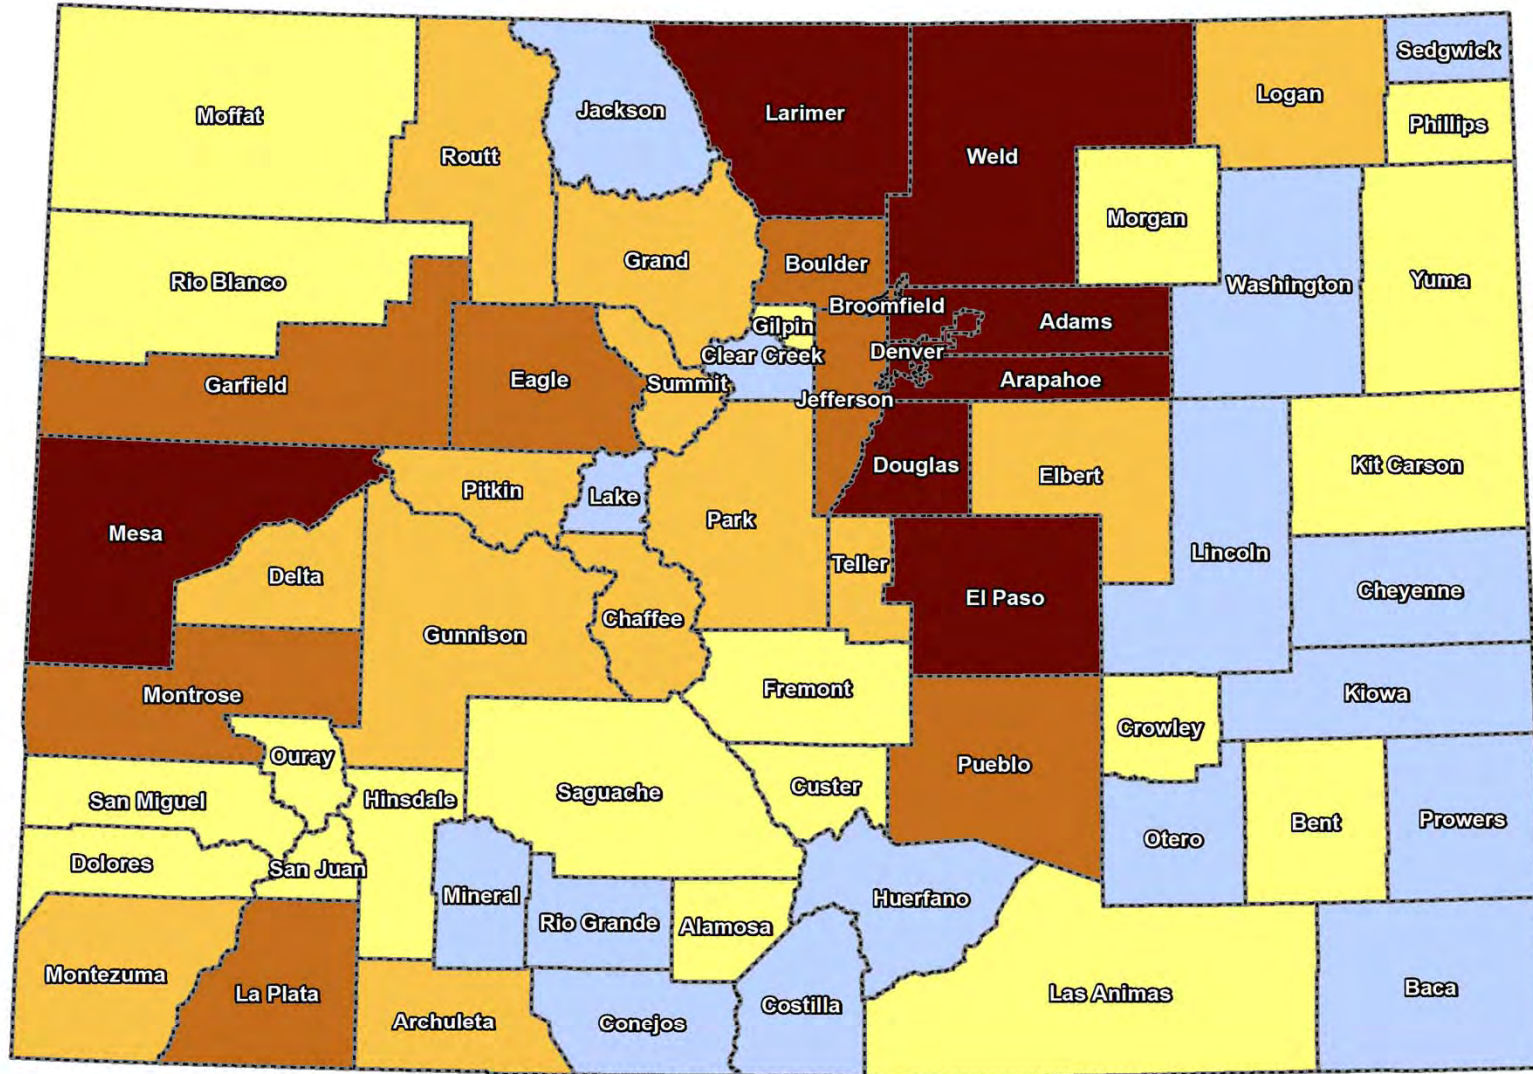 Sedgwick
Moffat
Jackson
Larimer
Logan
Phillips
Routt
Weld
Morgan
Rio Blanco
Grand
Boulder
Washington
Yuma
Broomfield
Gilpin
Adams
Clear Creek
Denver
Garfield
Eagle
Summit
Arapahoe
Jefferson
Douglas
Elbert
Kit Carson
Pitkin
Lake
Park
Mesa
Lincoln
Delta
Teller
Cheyenne
El Paso
Chaffee
Gunnison
Montrose
Fremont
Kiowa
Crowley
Ouray
Pueblo
San Miguel
Hinsdale
Saguache
Custer
Bent
Prowers
Otero
Dolores
San Juan
Mineral
Huerfano
Rio Grande
Alamosa
Montezuma
La Plata
Las Animas
Baca
Costilla
Archuleta
Conejos